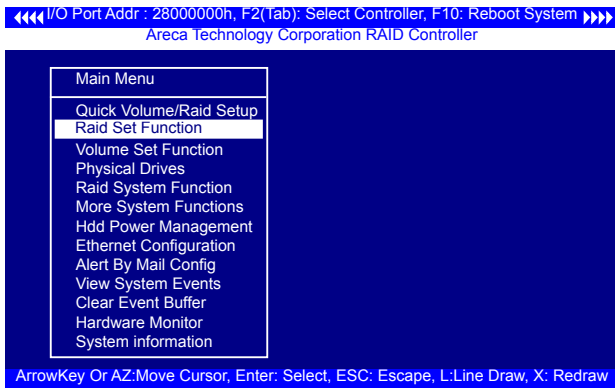 I/O Port Addr : 28000000h, F2(Tab): Select Controller, F10: Reboot System
Areca Technology Corporation RAID Controller
Main Menu
Quick Volume/Raid Setup
Raid Set Function
Volume Set Function
Physical Drives
Raid System Function
More System Functions
Hdd Power Management
Ethernet Configuration
Alert By Mail Config
View System Events
Clear Event Buffer
Hardware Monitor
System information
ArrowKey Or AZ:Move Cursor, Enter: Select, ESC: Escape, L:Line Draw, X: Redraw